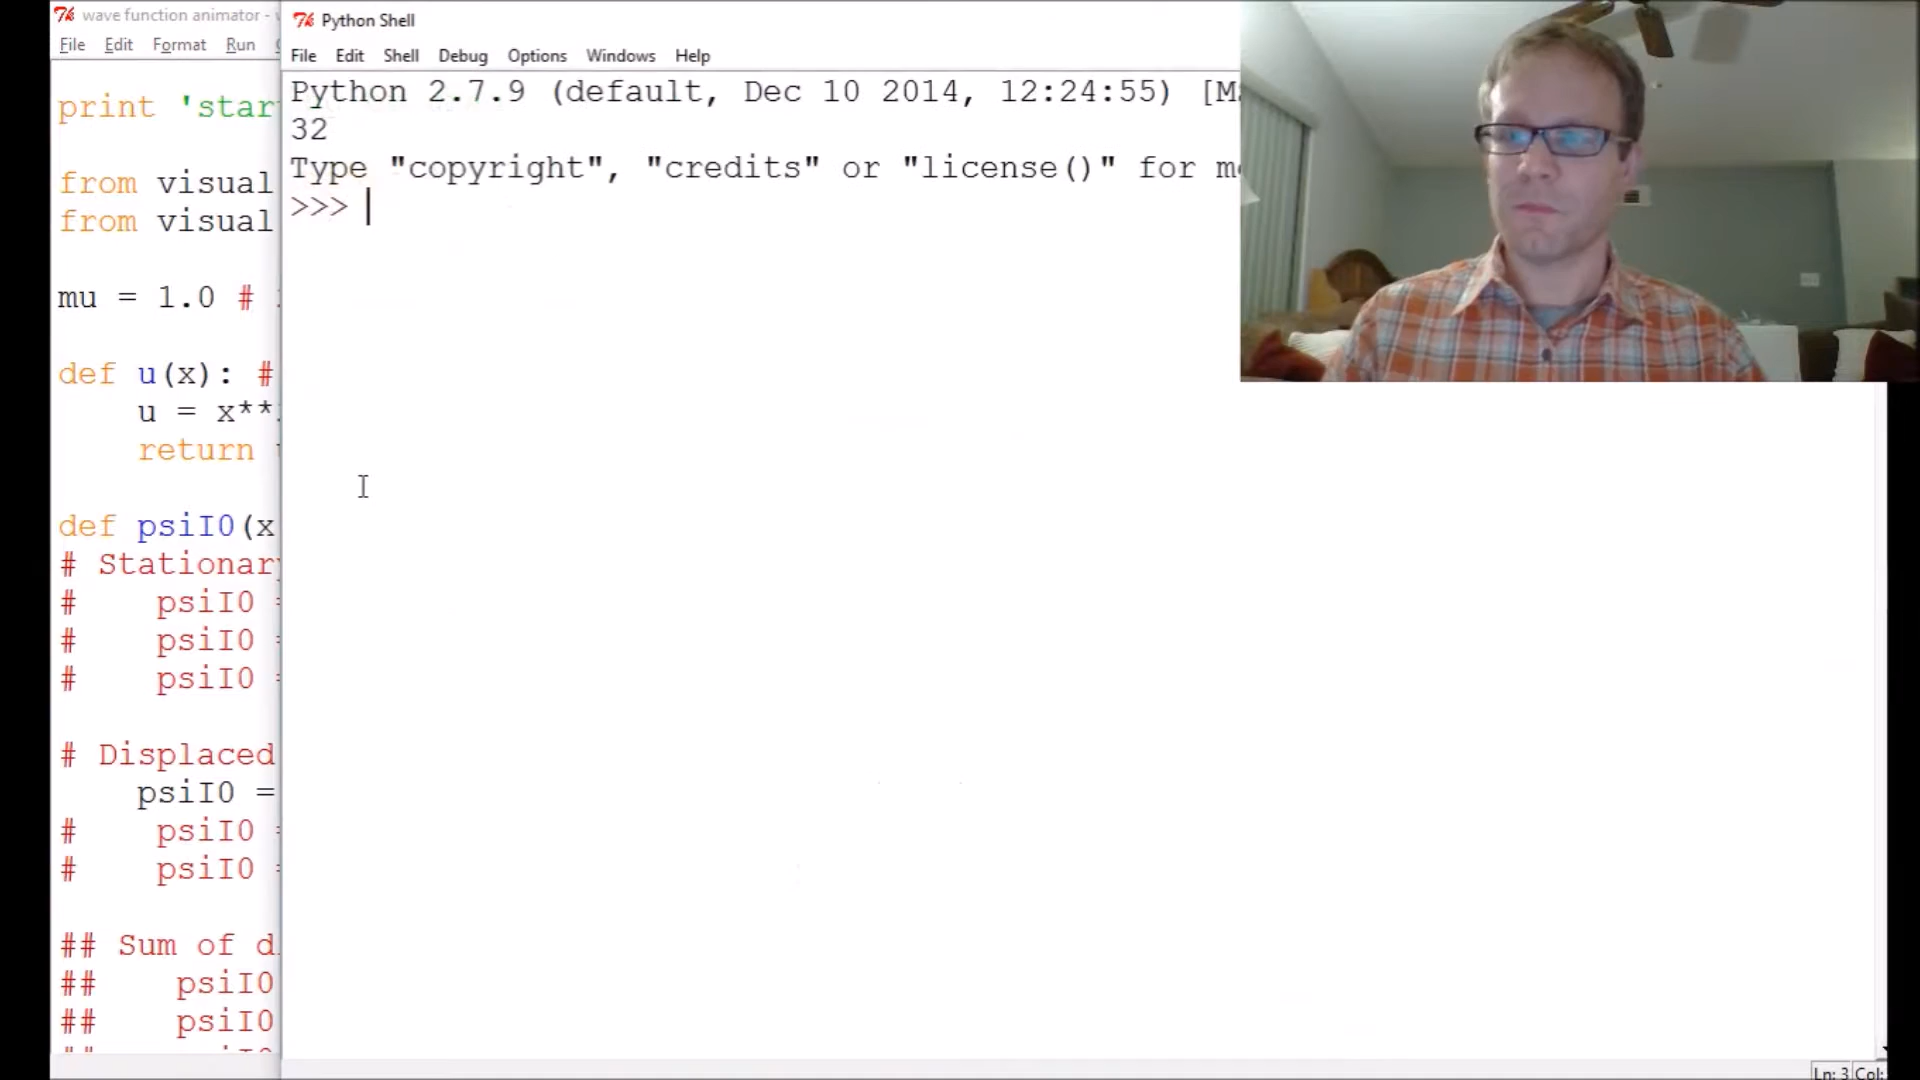 wave function animator -
File Edit Format Run
print 'star
from visual
from visual
mu = 1.0 #
def u(x): #
u = x**
return
def psiI0(x
# Stationary
# psiI0 =
# psiI0 =
# psiI0 =
# Displaced
psiI0 =
# psiI0 =
# psiI0 =
## Sum of d
## psiI0
## psiI0
##
Python Shell
File Edit Shell Debug Options Windows Help
Python 2.7.9 (default, Dec 10 2014, 12:24:55) [M
32
Type "copyright", "credits" or "license()" for m
>>>
Ln: 3 Col: